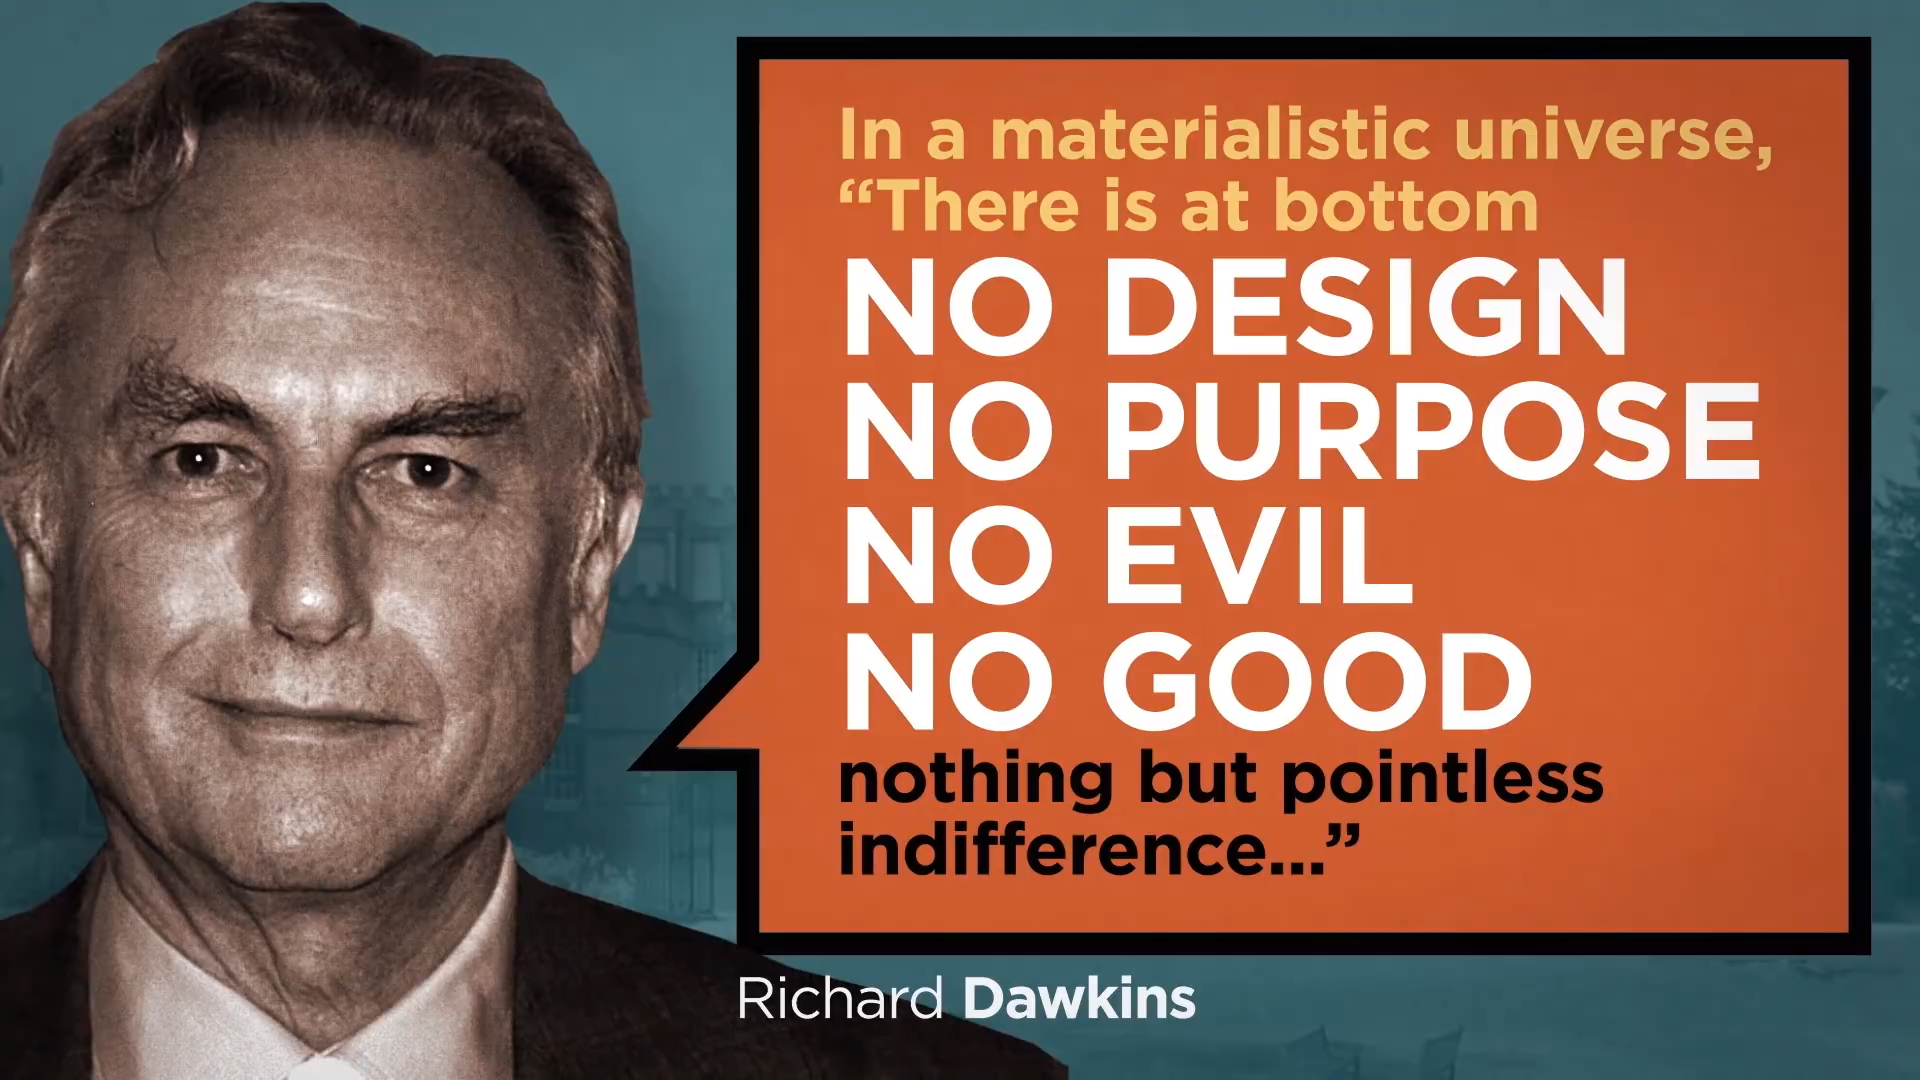 In a materialistic universe,
“There is at bottom
NO DESIGN
NO PURPOSE
NO EVIL
NO GOOD
nothing but pointless
indifference...”
Richard Dawkins